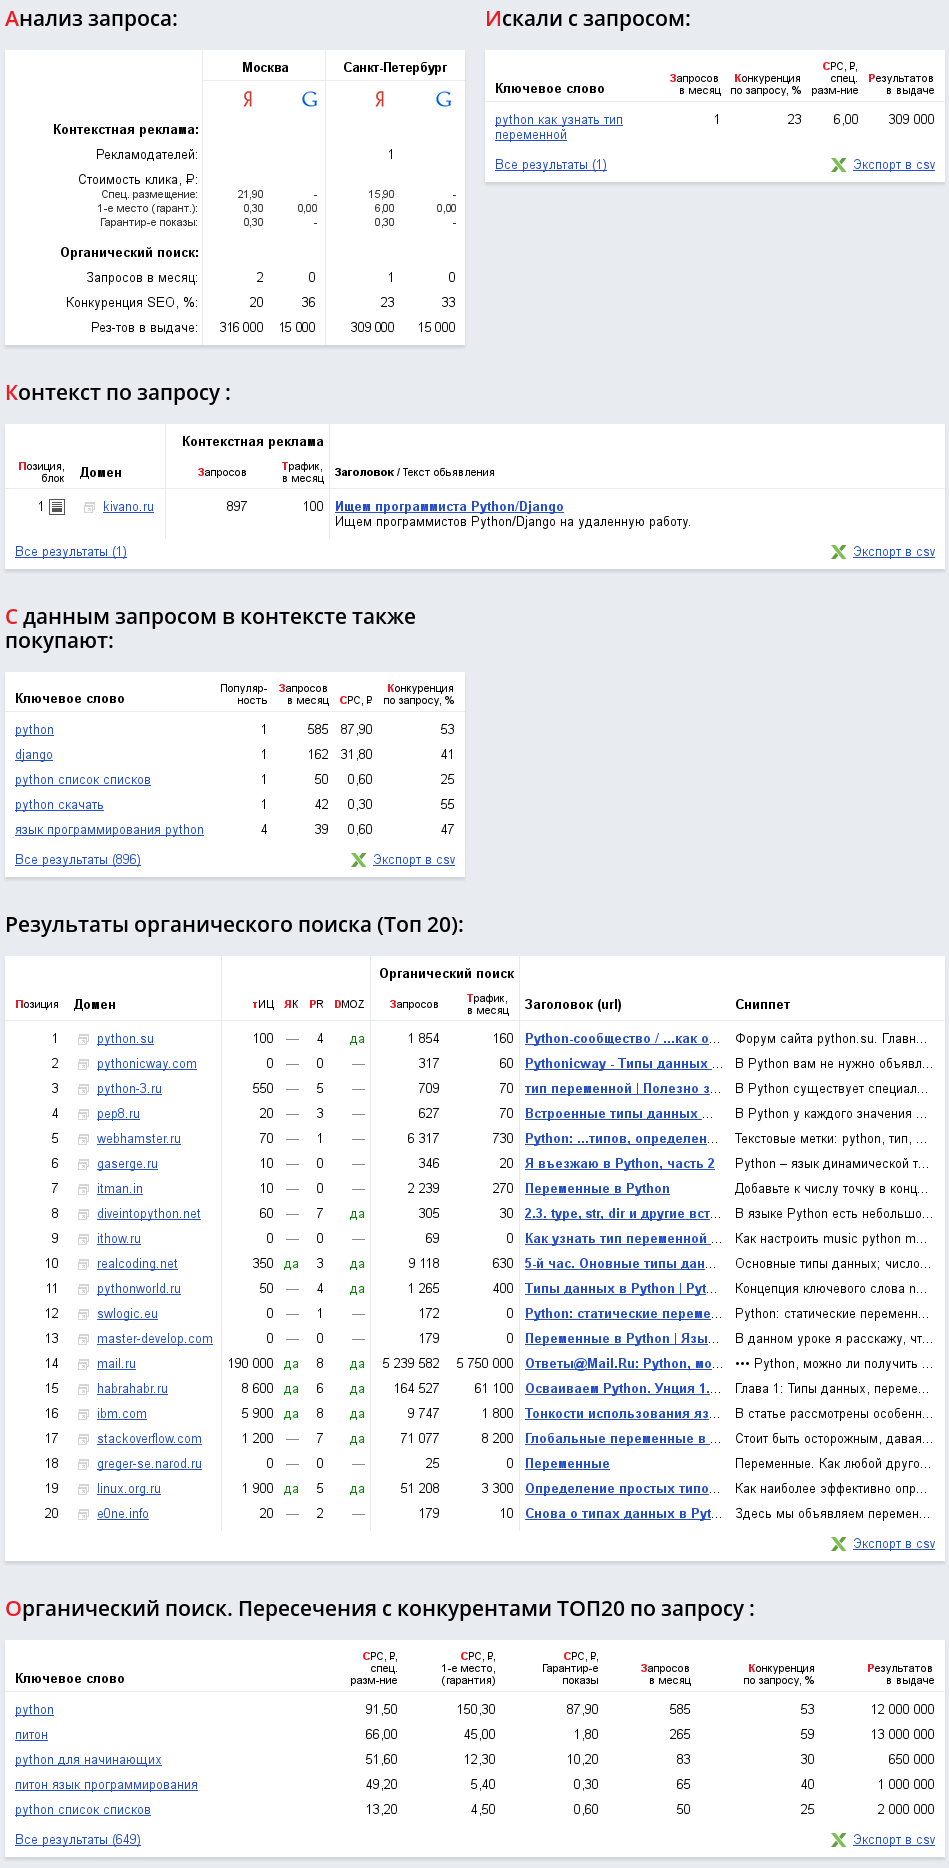 Анализ запроса:
Москва Санкт-Петербург
Я G Я G
Контекстная реклама:
Рекламодателей: 1
Стоимость клика, ₽:
Спец. размещение: 21,90 - 15,90 -
1-е место (гарант.): 0,30 0,00 6,00 0,00
Гарантир-е показы: 0,30 - 0,30 -
Органический поиск:
Запросов в месяц: 2 0 1 0
Конкуренция SEO, %: 20 36 23 33
Рез-тов в выдаче: 316 000 15 000 309 000 15 000
Искали с запросом:
Ключевое слово Запросов в месяц Конкуренция по запросу, % CPC, ₽, спец. разм-ние Результатов в выдаче
python как узнать тип переменной 1 23 6,00 309 000
Все результаты (1) Экспорт в csv
Контекст по запросу :
Контекстная реклама
Позиция, блок Домен Запросов Трафик, в месяц Заголовок / Текст обьявления
1 kivano.ru 897 100 Ищем программиста Python/Django
Ищем программистов Python/Django на удаленную работу.
Все результаты (1) Экспорт в csv
С данным запросом в контексте также
покупают:
Ключевое слово Популяр-ность Запросов в месяц CPC, ₽ Конкуренция по запросу, %
python 1 585 87,90 53
django 1 162 31,80 41
python список списков 1 50 0,60 25
python скачать 1 42 0,30 55
язык программирования python 4 39 0,60 47
Все результаты (896) Экспорт в csv
Результаты органического поиска (Топ 20):
Органический поиск
Позиция Домен тИЦ ЯК PR DMOZ Запросов Трафик, в месяц Заголовок (url) Сниппет
1 python.su 100 — 4 да 1 854 160 Python-сообщество / ...как о... Форум сайта python.su. Главн...
2 pythonicway.com 0 — 0 — 317 60 Pythonicway - Типы данных ... В Python вам не нужно объявл...
3 python-3.ru 550 — 5 — 709 70 тип переменной | Полезно з... В Python существует специал...
4 pep8.ru 20 — 3 — 627 70 Встроенные типы данных ... В Python у каждого значения ...
5 webhamster.ru 70 — 1 — 6 317 730 Python: ...типов, определен... Текстовые метки: python, тип, ...
6 gaserge.ru 10 — 0 — 346 20 Я въезжаю в Python, часть 2 Python – язык динамической т...
7 itman.in 10 — 0 — 2 239 270 Переменные в Python Добавьте к числу точку в конц...
8 diveintopython.net 60 — 7 да 305 30 2.3. type, str, dir и другие вст... В языке Python есть небольшо...
9 ithow.ru 0 — 0 — 69 0 Как узнать тип переменной ... Как настроить music python m...
10 realcoding.net 350 да 3 да 9 118 630 5-й час. Оновные типы дан... Основные типы данных; число...
11 pythonworld.ru 50 — 4 да 1 265 400 Типы данных в Python | Pyt... Концепция ключевого слова n...
12 swlogic.eu 0 — 1 — 172 0 Python: статические переме... Python: статические переменн...
13 master-develop.com 0 — 0 — 179 0 Переменные в Python | Язы... В данном уроке я расскажу, чт...
14 mail.ru 190 000 да 8 да 5 239 582 5 750 000 Ответы@Mail.Ru: Python, мо... ••• Python, можно ли получить ...
15 habrahabr.ru 8 600 да 6 да 164 527 61 100 Осваиваем Python. Унция 1.... Глава 1: Типы данных, переме...
16 ibm.com 5 900 да 8 да 9 747 1 800 Тонкости использования яз... В статье рассмотрены особенн...
17 stackoverflow.com 1 200 — 7 да 71 077 8 200 Глобальные переменные в ... Стоит быть осторожным, давая...
18 greger-se.narod.ru 0 — 0 — 25 0 Переменные Переменные. Как любой друго...
19 linux.org.ru 1 900 да 5 да 51 208 3 300 Определение простых типо... Как наиболее эффективно опр...
20 e0ne.info 20 — 2 — 179 10 Снова о типах данных в Pyt... Здесь мы объявляем перемен...
Экспорт в csv
Органический поиск. Пересечения с конкурентами ТОП20 по запросу :
Ключевое слово CPC, ₽, спец. разм-ние CPC, ₽, 1-е место, (гарантия) CPC, ₽, Гарантир-е показы Запросов в месяц Конкуренция по запросу, % Результатов в выдаче
python 91,50 150,30 87,90 585 53 12 000 000
питон 66,00 45,00 1,80 265 59 13 000 000
python для начинающих 51,60 12,30 10,20 83 30 650 000
питон язык программирования 49,20 5,40 0,30 65 40 1 000 000
python список списков 13,20 4,50 0,60 50 25 2 000 000
Все результаты (649) Экспорт в csv